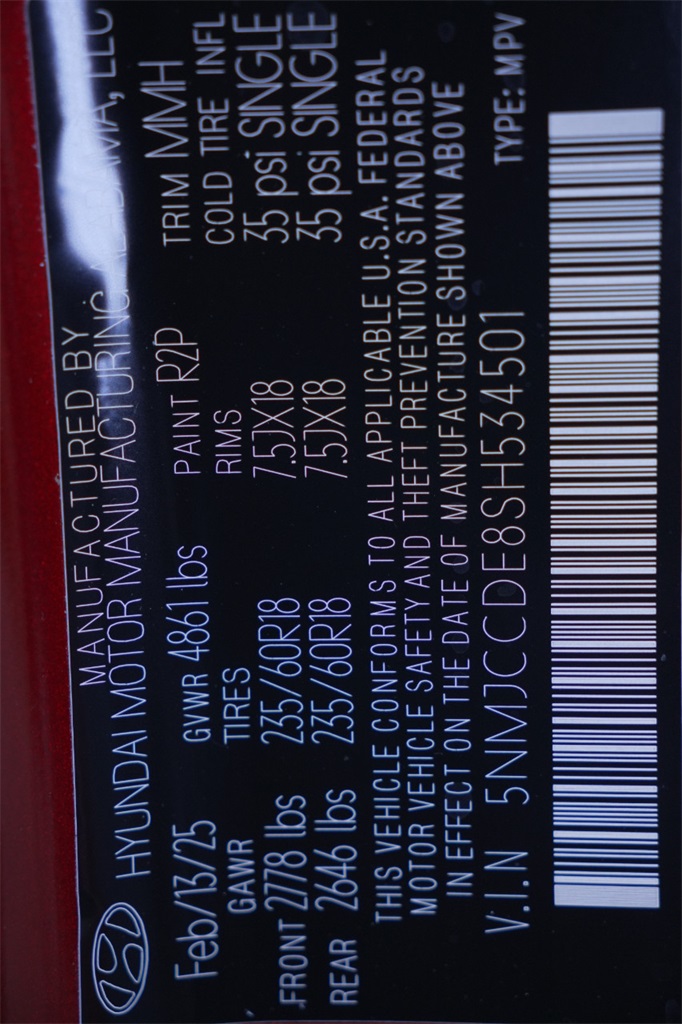 MANUFACTURED BY
HYUNDAI MOTOR MANUFACTURING ALABAMA, LLC
Feb/13/25 GVWR 4861 lbs PAINT R2P TRIM MMH
GAWR TIRES RIMS COLD TIRE INFL
FRONT 2778 lbs 235/60R18 7.5JX18 35 psi SINGLE
REAR 2646 lbs 235/60R18 7.5JX18 35 psi SINGLE
THIS VEHICLE CONFORMS TO ALL APPLICABLE U.S.A. FEDERAL
MOTOR VEHICLE SAFETY AND THEFT PREVENTION STANDARDS
IN EFFECT ON THE DATE OF MANUFACTURE SHOWN ABOVE
V.I.N 5NMJCCDE8SH534501 TYPE: MPV